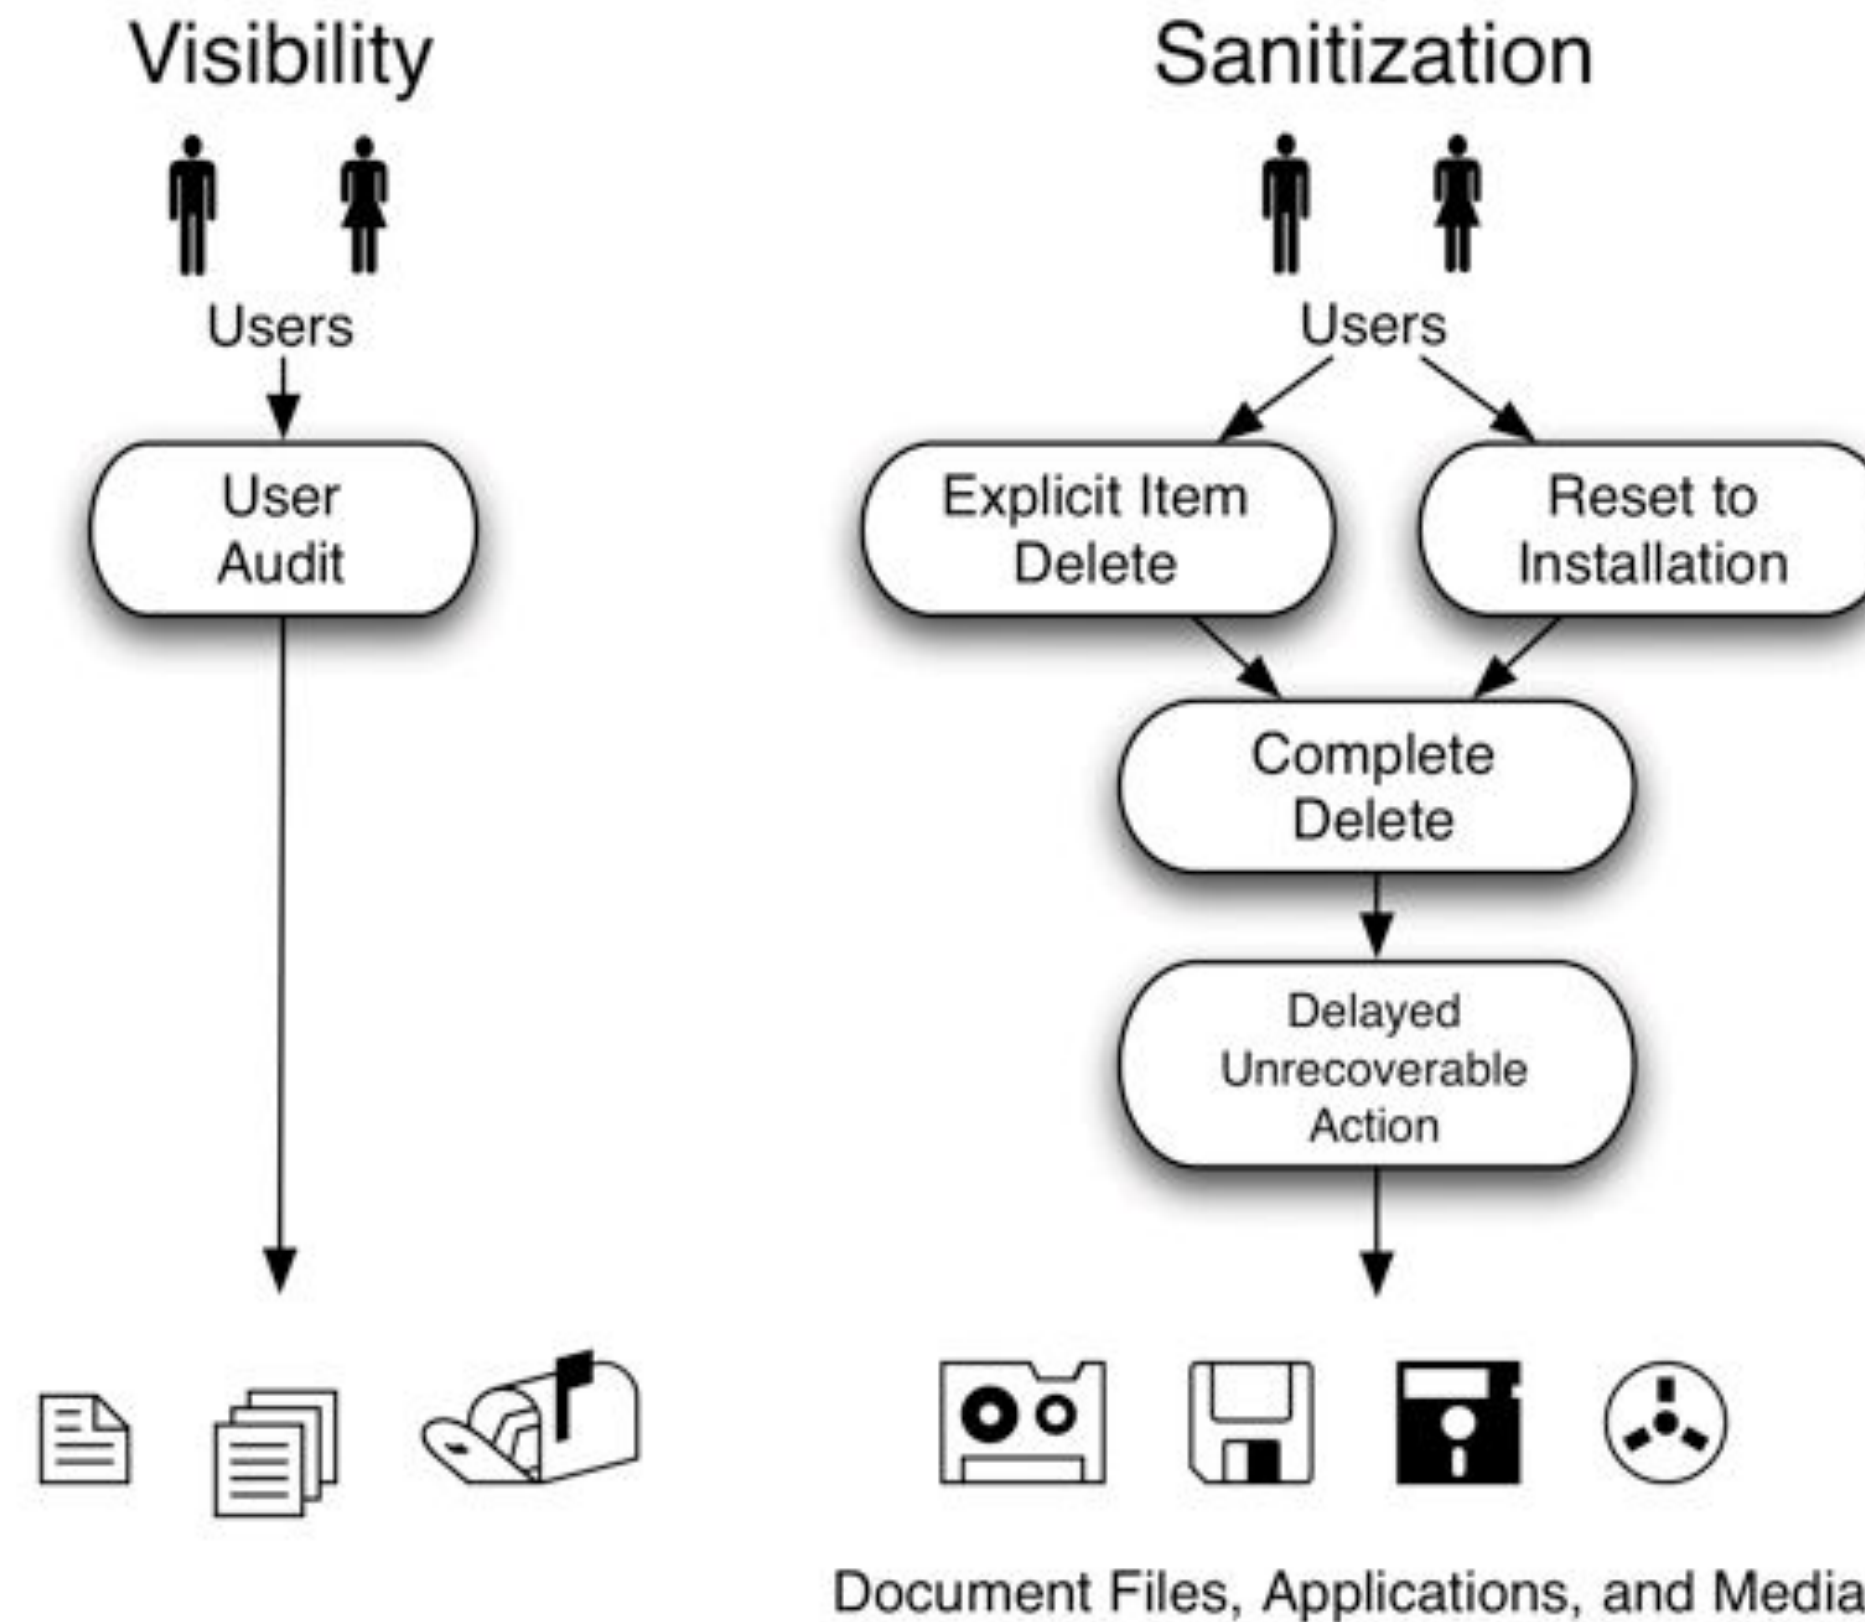 Visibility
Users
User
Audit
Sanitization
Users
Explicit Item
Delete
Reset to
Installation
Complete
Delete
Delayed
Unrecoverable
Action
Document Files, Applications, and Media